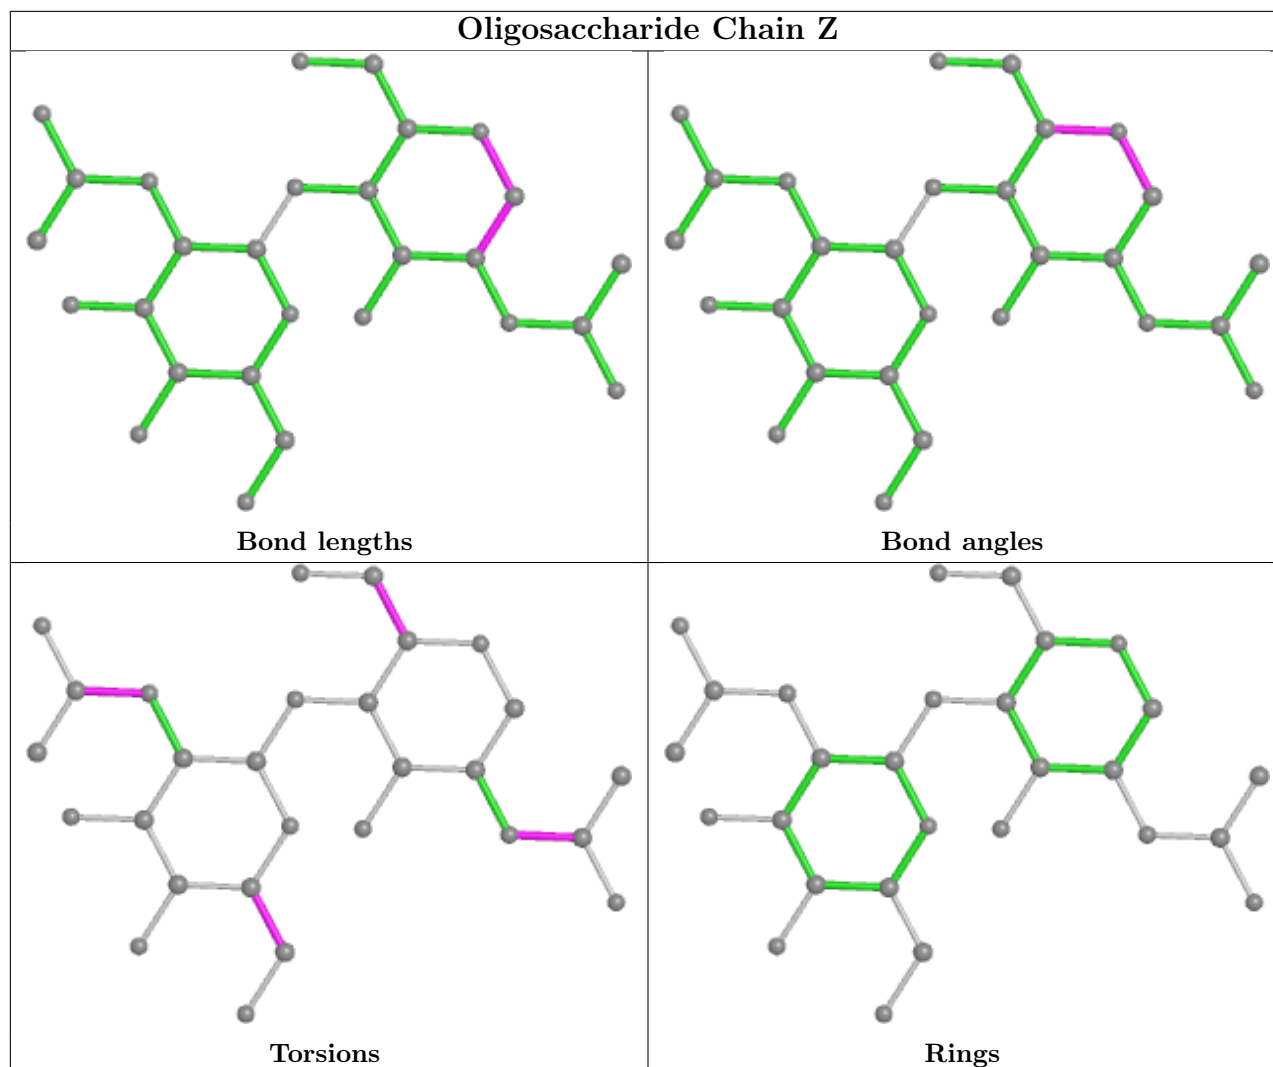 Oligosaccharide Chain Z
Bond lengths
Bond angles
Torsions
Rings